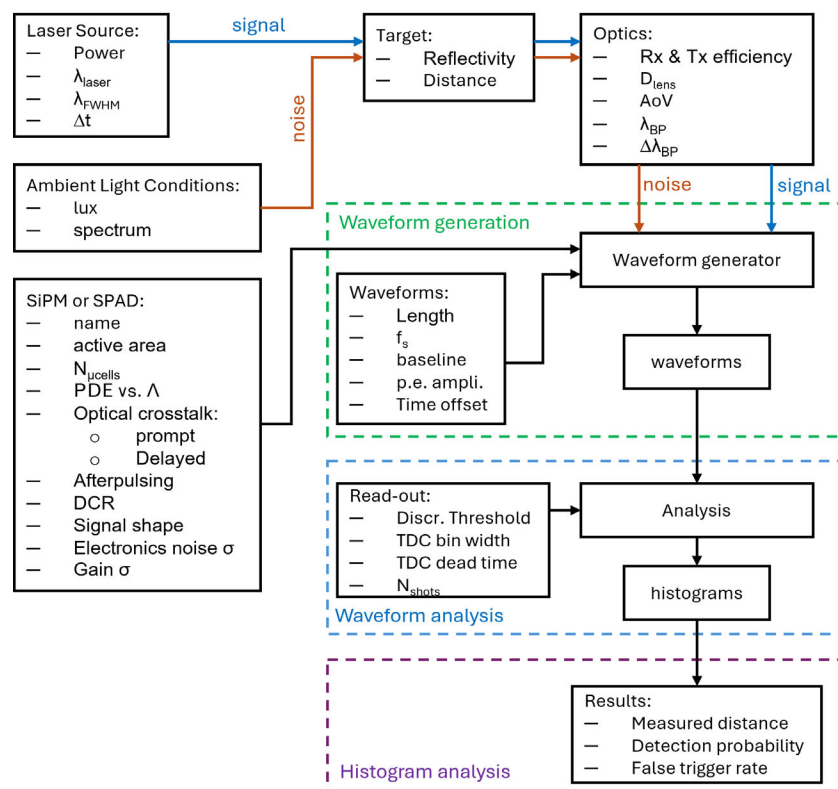 Laser Source:
— Power
— λlaser
— λFWHM
— Δt
signal
Target:
— Reflectivity
— Distance
Optics:
— Rx & Tx efficiency
— Dlens
— AoV
— λBP
— ΔλBP
noise
Ambient Light Conditions:
— lux
— spectrum
noise
signal
Waveform generation
Waveform generator
SiPM or SPAD:
— name
— active area
— Nμcells
— PDE vs. Λ
— Optical crosstalk:
o prompt
o Delayed
— Afterpulsing
— DCR
— Signal shape
— Electronics noise σ
— Gain σ
Waveforms:
— Length
— fs
— baseline
— p.e. ampli.
— Time offset
waveforms
Read-out:
— Discr. Threshold
— TDC bin width
— TDC dead time
— Nshots
Analysis
histograms
Waveform analysis
Results:
— Measured distance
— Detection probability
— False trigger rate
Histogram analysis